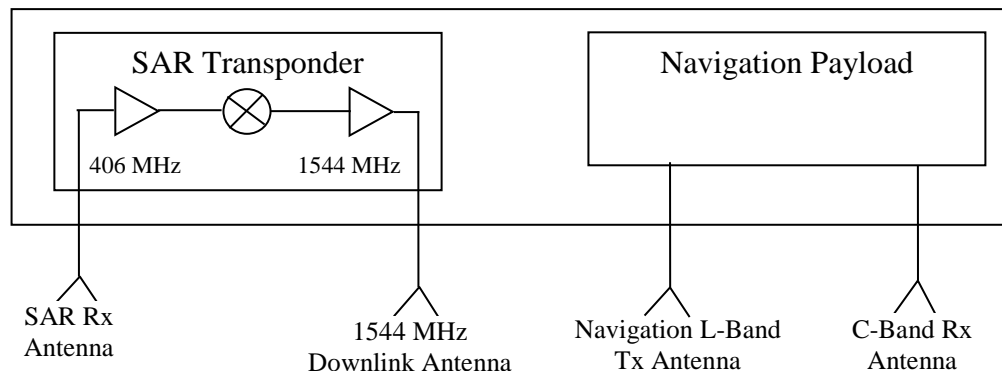 SAR Transponder
406 MHz
1544 MHz
Navigation Payload
SAR Rx
Antenna
1544 MHz
Downlink Antenna
Navigation L-Band
Tx Antenna
C-Band Rx
Antenna